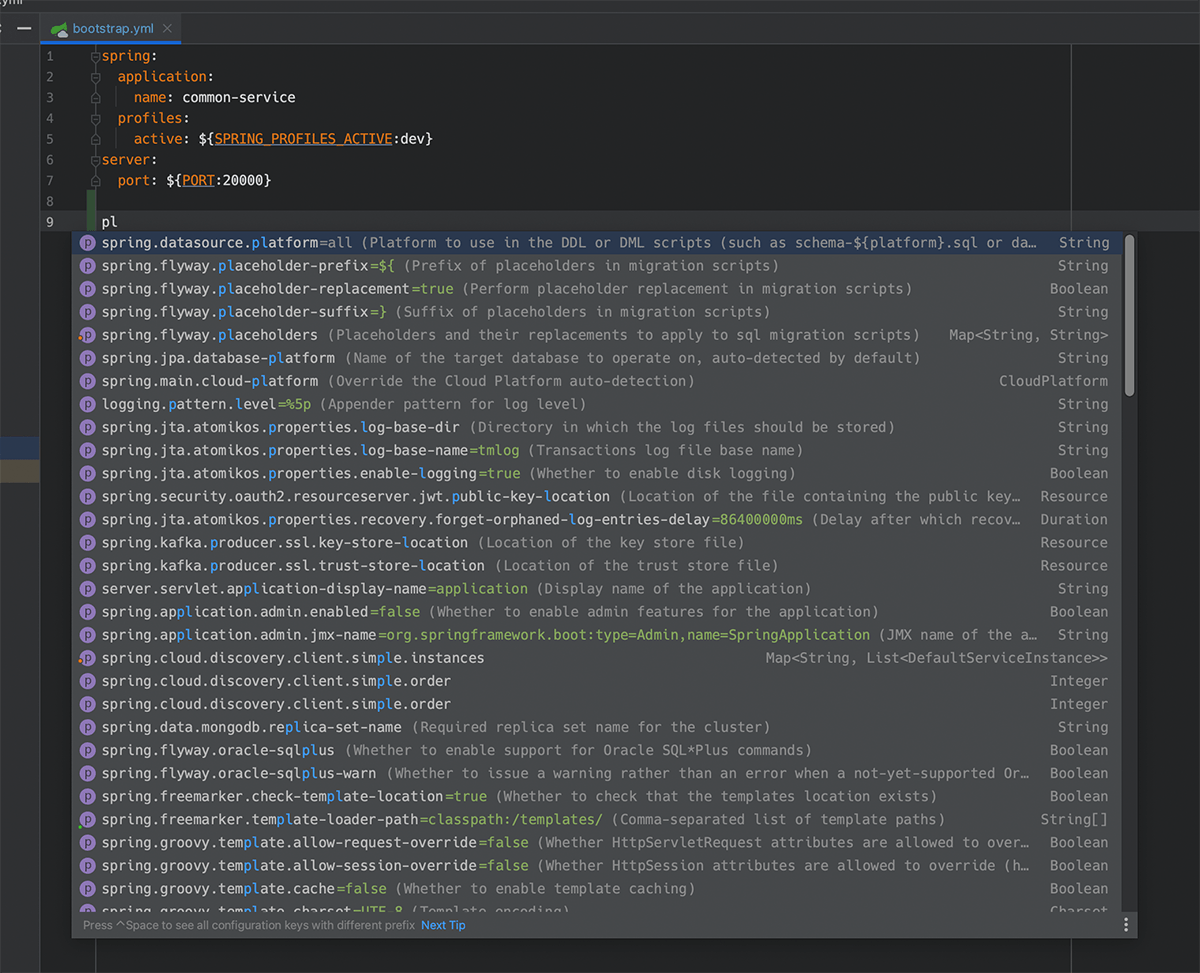 bootstrap.yml
1 spring:
2 application:
3 name: common-service
4 profiles:
5 active: ${SPRING_PROFILES_ACTIVE:dev}
6 server:
7 port: ${PORT:20000}
8
9 pl
spring.datasource.platform=all (Platform to use in the DDL or DML scripts (such as schema-${platform}.sql or da… String
spring.flyway.placeholder-prefix=${ (Prefix of placeholders in migration scripts) String
spring.flyway.placeholder-replacement=true (Perform placeholder replacement in migration scripts) Boolean
spring.flyway.placeholder-suffix=} (Suffix of placeholders in migration scripts) String
spring.flyway.placeholders (Placeholders and their replacements to apply to sql migration scripts) Map<String, String>
spring.jpa.database-platform (Name of the target database to operate on, auto-detected by default) String
spring.main.cloud-platform (Override the Cloud Platform auto-detection) CloudPlatform
logging.pattern.level=%5p (Appender pattern for log level) String
spring.jta.atomikos.properties.log-base-dir (Directory in which the log files should be stored) String
spring.jta.atomikos.properties.log-base-name=tmlog (Transactions log file base name) String
spring.jta.atomikos.properties.enable-logging=true (Whether to enable disk logging) Boolean
spring.security.oauth2.resourceserver.jwt.public-key-location (Location of the file containing the public key… Resource
spring.jta.atomikos.properties.recovery.forget-orphaned-log-entries-delay=86400000ms (Delay after which recov… Duration
spring.kafka.producer.ssl.key-store-location (Location of the key store file) Resource
spring.kafka.producer.ssl.trust-store-location (Location of the trust store file) Resource
server.servlet.application-display-name=application (Display name of the application) String
spring.application.admin.enabled=false (Whether to enable admin features for the application) Boolean
spring.application.admin.jmx-name=org.springframework.boot:type=Admin,name=SpringApplication (JMX name of the a… String
spring.cloud.discovery.client.simple.instances Map<String, List<DefaultServiceInstance>>
spring.cloud.discovery.client.simple.order Integer
spring.cloud.discovery.client.simple.order Integer
spring.data.mongodb.replica-set-name (Required replica set name for the cluster) String
spring.flyway.oracle-sqlplus (Whether to enable support for Oracle SQL*Plus commands) Boolean
spring.flyway.oracle-sqlplus-warn (Whether to issue a warning rather than an error when a not-yet-supported Or… Boolean
spring.freemarker.check-template-location=true (Whether to check that the templates location exists) Boolean
spring.freemarker.template-loader-path=classpath:/templates/ (Comma-separated list of template paths) String[]
spring.groovy.template.allow-request-override=false (Whether HttpServletRequest attributes are allowed to over… Boolean
spring.groovy.template.allow-session-override=false (Whether HttpSession attributes are allowed to override (h… Boolean
spring.groovy.template.cache=false (Whether to enable template caching) Boolean
spring.groovy.template.charset=UTF-8 (Template encoding) Charset
Press ^Space to see all configuration keys with different prefix Next Tip